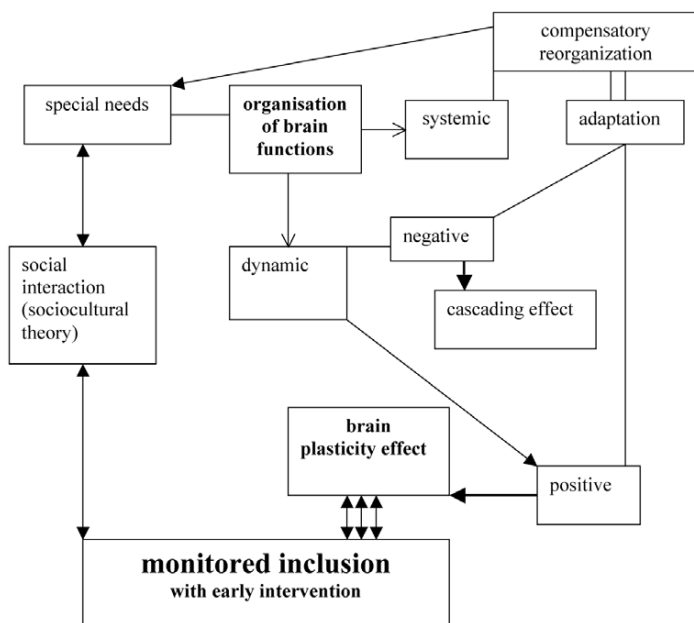 compensatory
reorganization
special needs
organisation
of brain
functions
systemic
adaptation
negative
social
interaction
(sociocultural
theory)
dynamic
cascading effect
brain
plasticity effect
positive
monitored inclusion
with early intervention